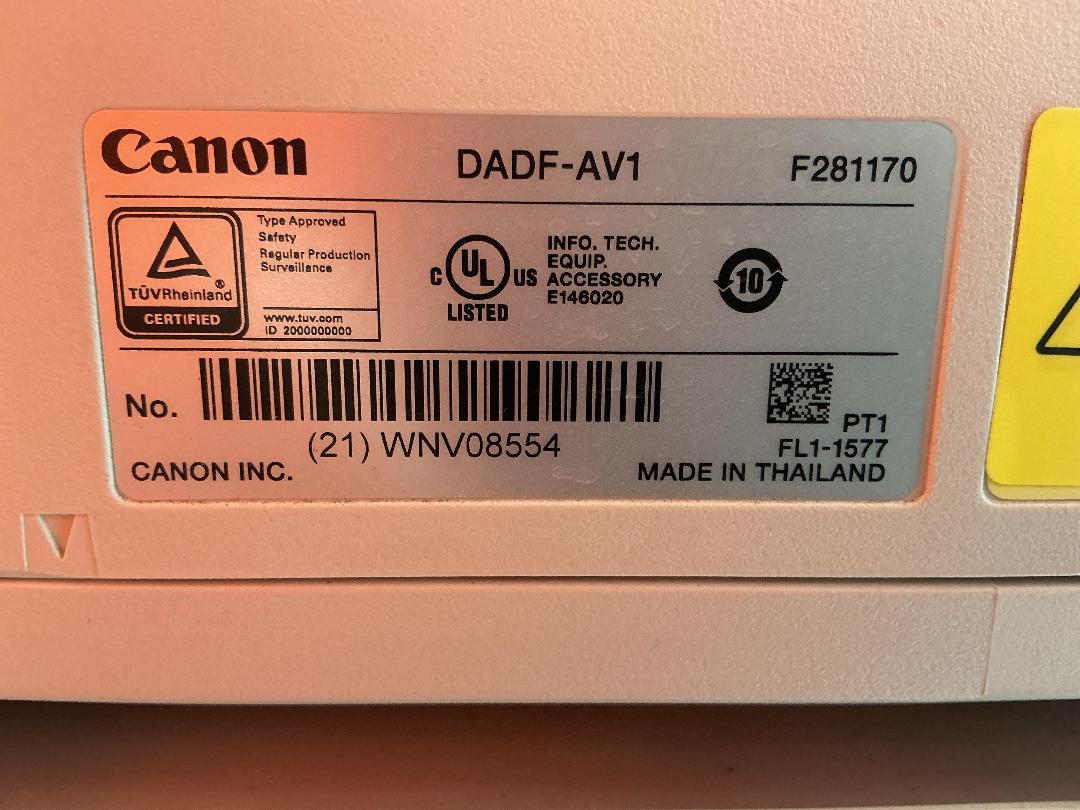 Canon DADF-AV1 F281170
TÜVRheinland®
CERTIFIED
Type Approved
Safety
Regular Production
Surveillance
www.tuv.com
ID 2000000000
C UL US
LISTED
INFO. TECH.
EQUIP.
ACCESSORY
E146020
10
No.
(21) WNV08554
PT1
FL1-1577
CANON INC. MADE IN THAILAND